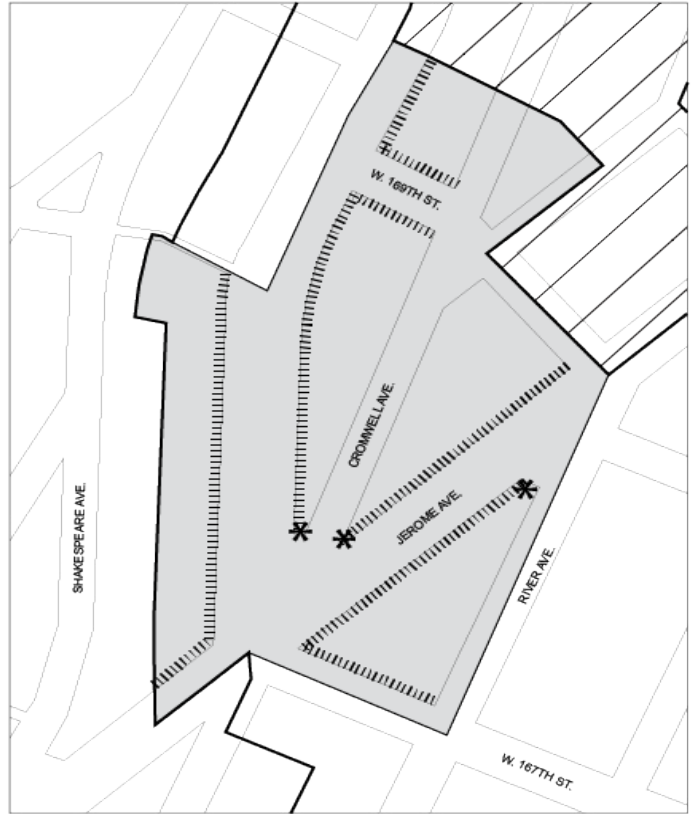 W. 169TH ST.
CROMWELL AVE.
JEROME AVE.
SHAKESPEARE AVE.
RIVER AVE.
W. 167TH ST.